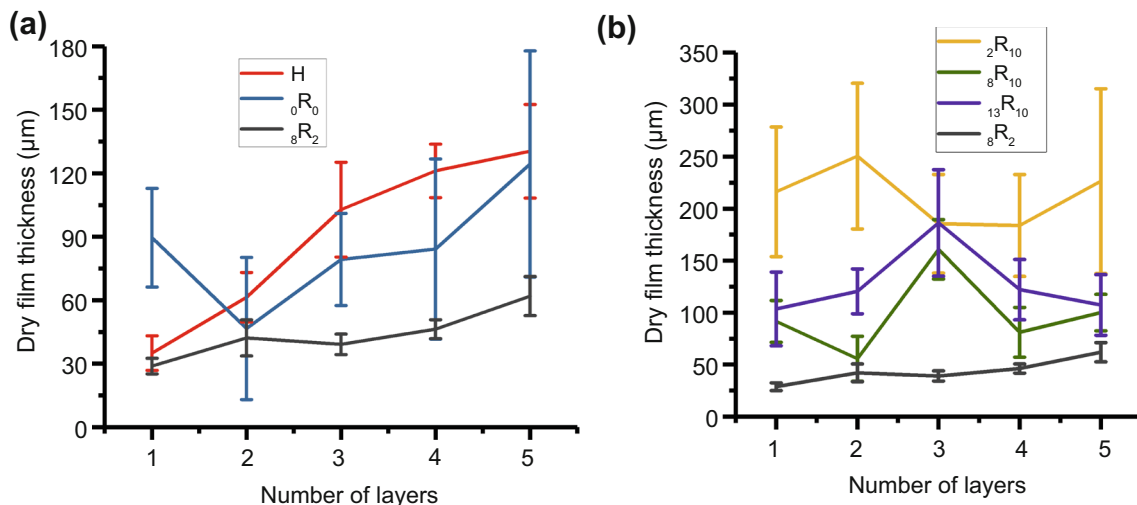 (a)
180
150
120
90
60
30
0
Dry film thickness (µm)
H
₀R₀
₈R₂
1 2 3 4 5
Number of layers
(b)
350
300
250
200
150
100
50
0
Dry film thickness (µm)
₂R₁₀
₈R₁₀
₁₃R₁₀
₈R₂
1 2 3 4 5
Number of layers